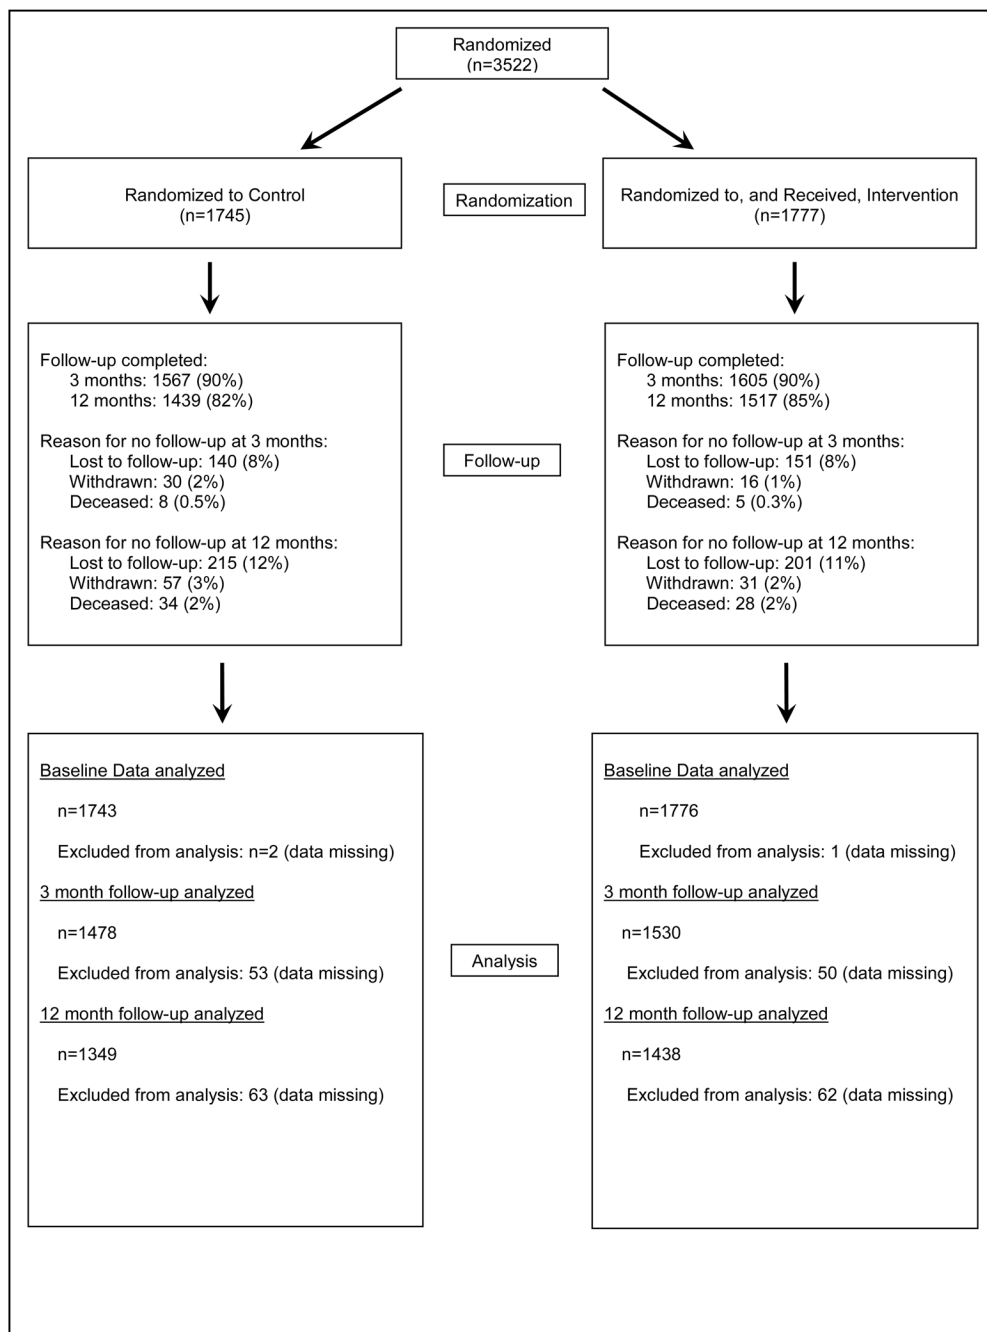 Randomized
(n=3522)
Randomized to Control
(n=1745)
Randomization
Randomized to, and Received, Intervention
(n=1777)
Follow-up completed:
3 months: 1567 (90%)
12 months: 1439 (82%)
Reason for no follow-up at 3 months:
Lost to follow-up: 140 (8%)
Withdrawn: 30 (2%)
Deceased: 8 (0.5%)
Reason for no follow-up at 12 months:
Lost to follow-up: 215 (12%)
Withdrawn: 57 (3%)
Deceased: 34 (2%)
Follow-up
Follow-up completed:
3 months: 1605 (90%)
12 months: 1517 (85%)
Reason for no follow-up at 3 months:
Lost to follow-up: 151 (8%)
Withdrawn: 16 (1%)
Deceased: 5 (0.3%)
Reason for no follow-up at 12 months:
Lost to follow-up: 201 (11%)
Withdrawn: 31 (2%)
Deceased: 28 (2%)
Baseline Data analyzed
n=1743
Excluded from analysis: n=2 (data missing)
3 month follow-up analyzed
n=1478
Excluded from analysis: 53 (data missing)
12 month follow-up analyzed
n=1349
Excluded from analysis: 63 (data missing)
Analysis
Baseline Data analyzed
n=1776
Excluded from analysis: 1 (data missing)
3 month follow-up analyzed
n=1530
Excluded from analysis: 50 (data missing)
12 month follow-up analyzed
n=1438
Excluded from analysis: 62 (data missing)